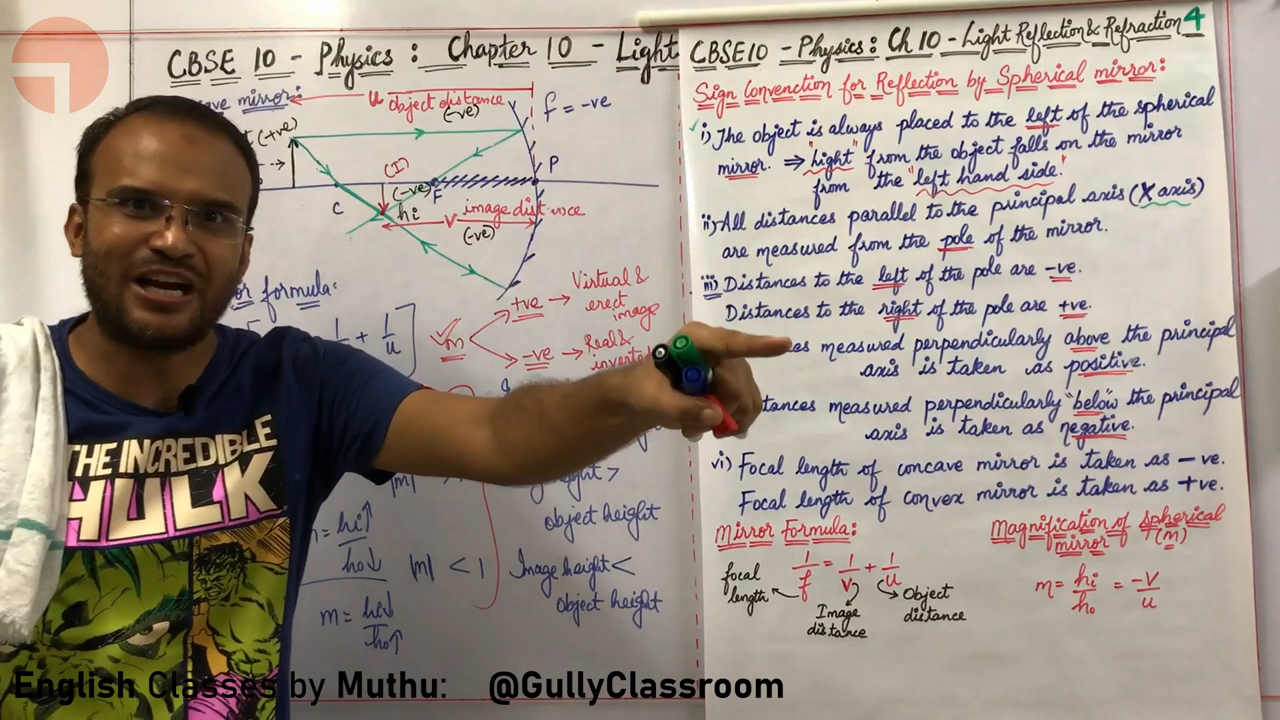 CBSE 10 - Physics : Chapter 10 - Light
ave mirror:
u object distance
(-ve)
f = -ve
(+ve)
(I)
P
(-ve) F
C
hi
V image distance
(-ve)
or formula:
1/ + 1/u
m
+ve → Virtual & erect image
-ve → Real & inverted
|m|
height >
object height
= hi↑/ho↓
|m| < 1
Image height <
object height
m = hi↓/ho↑
CBSE10 - Physics : Ch 10 - Light Reflection & Refraction 4
Sign Convenction for Reflection by Spherical mirror:
i) The object is always placed to the left of the spherical
mirror. ⇒ "Light" from the object falls on the mirror
from the "left hand side."
ii) All distances parallel to the principal axis (X axis)
are measured from the pole of the mirror.
iii) Distances to the left of the pole are -ve.
Distances to the right of the pole are +ve.
es measured perpendicularly above the principal
axis is taken as positive.
tances measured perpendicularly "below" the principal
axis is taken as negative.
vi) Focal length of concave mirror is taken as -ve.
Focal length of convex mirror is taken as +ve.
Mirror Formula:
1/f = 1/v + 1/u
focal length
Image distance
Object distance
Magnification of spherical
mirror (m)
m = hi/ho = -v/u
THE INCREDIBLE
HULK
English Classes by Muthu: @GullyClassroom